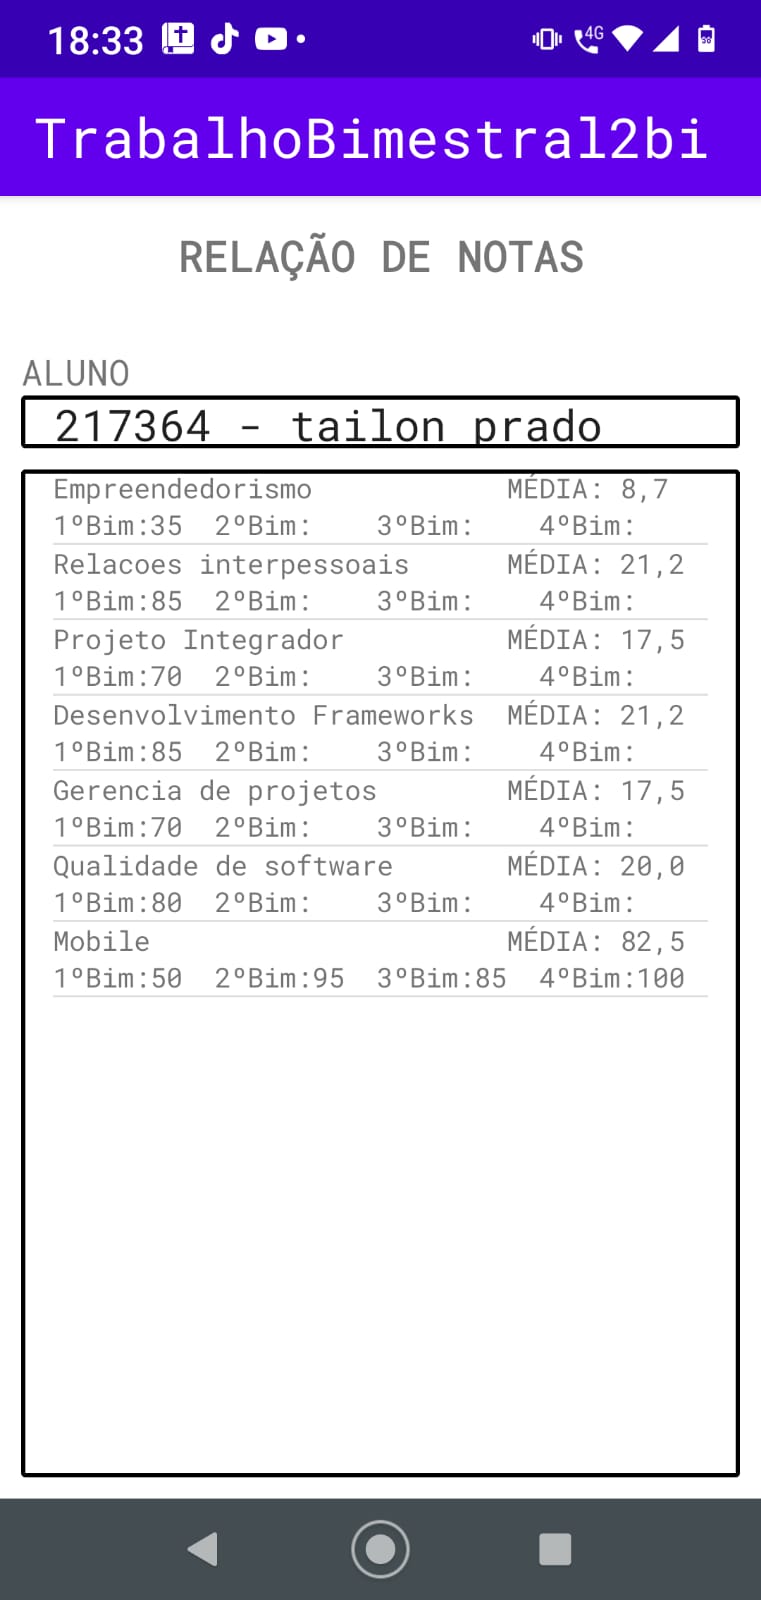 18:33
4G
TrabalhoBimestral2bi
RELAÇÃO DE NOTAS
ALUNO
217364 - tailon prado
Empreendedorismo MÉDIA: 8,7
1ºBim:35 2ºBim: 3ºBim: 4ºBim:
Relacoes interpessoais MÉDIA: 21,2
1ºBim:85 2ºBim: 3ºBim: 4ºBim:
Projeto Integrador MÉDIA: 17,5
1ºBim:70 2ºBim: 3ºBim: 4ºBim:
Desenvolvimento Frameworks MÉDIA: 21,2
1ºBim:85 2ºBim: 3ºBim: 4ºBim:
Gerencia de projetos MÉDIA: 17,5
1ºBim:70 2ºBim: 3ºBim: 4ºBim:
Qualidade de software MÉDIA: 20,0
1ºBim:80 2ºBim: 3ºBim: 4ºBim:
Mobile MÉDIA: 82,5
1ºBim:50 2ºBim:95 3ºBim:85 4ºBim:100